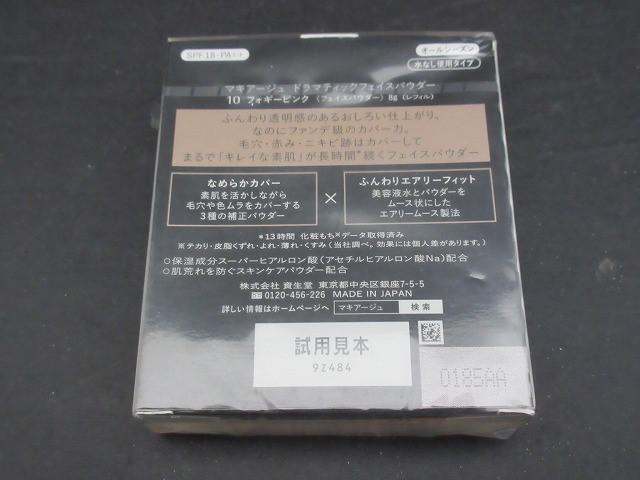 SPF18・PA++
オールシーズン
水なし使用タイプ
マキアージュ ドラマティックフェイスパウダー
10 フォギーピンク 〈フェイスパウダー〉 8g (レフィル)
ふんわり透明感のあるおしろい仕上がり、
なのにファンデ級のカバー力。
毛穴・赤み・ニキビ跡はカバーして
まるで「キレイな素肌」が長時間*続くフェイスパウダー
なめらかカバー
素肌を活かしながら
毛穴や色ムラをカバーする
3種の補正パウダー
×
ふんわりエアリーフィット
美容液水とパウダーを
ムース状にした
エアリームース製法
*13時間 化粧もち※データ取得済み
※テカリ・皮脂くずれ・よれ・薄れ・くすみ (当社調べ。効果には個人差があります。)
○保湿成分スーパーヒアルロン酸(アセチルヒアルロン酸Na)配合
○肌荒れを防ぐスキンケアパウダー配合
株式会社 資生堂 東京都中央区銀座7-5-5
0120-456-226 MADE IN JAPAN
詳しい情報はホームページへ マキアージュ 検索
試用見本
9Z484
0185AA